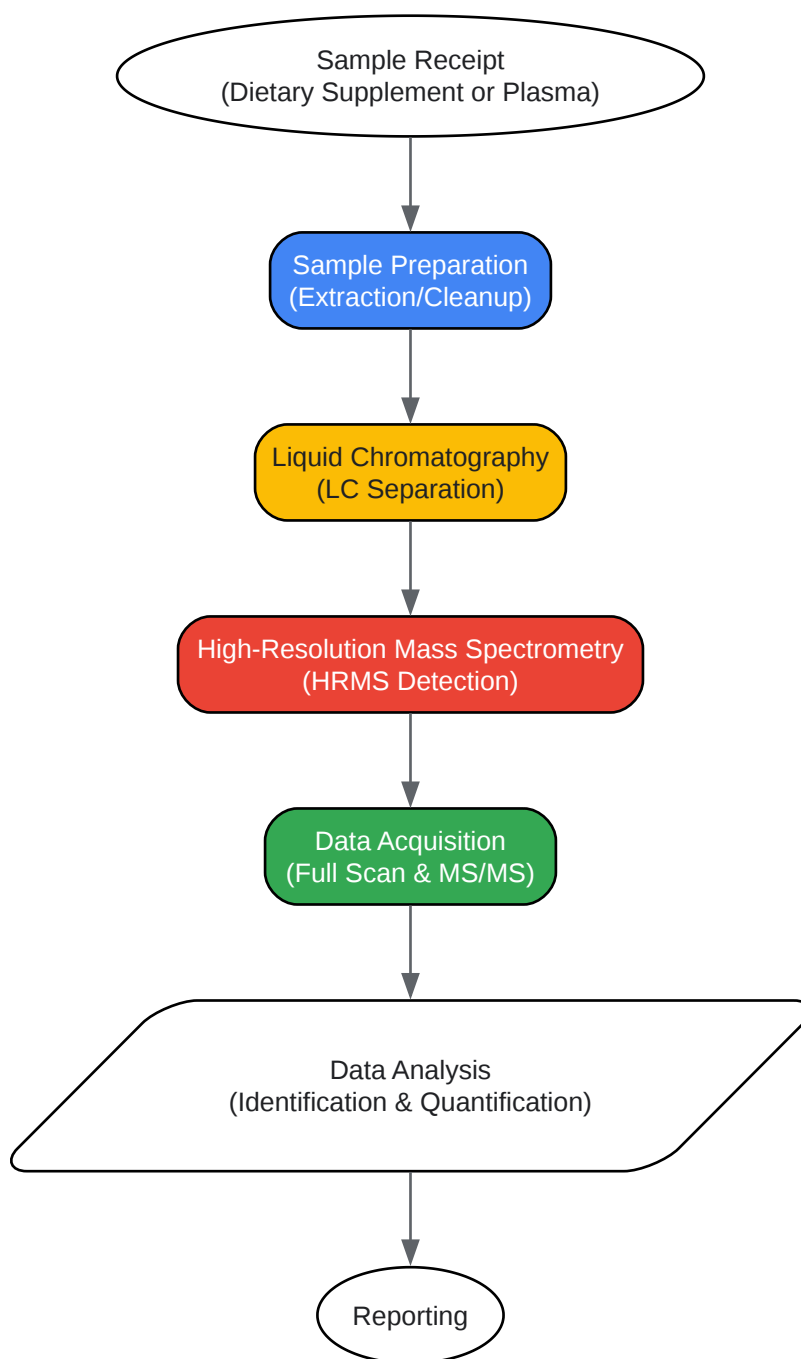 Sample Receipt
(Dietary Supplement or Plasma)
Sample Preparation
(Extraction/Cleanup)
Liquid Chromatography
(LC Separation)
High-Resolution Mass Spectrometry
(HRMS Detection)
Data Acquisition
(Full Scan & MS/MS)
Data Analysis
(Identification & Quantification)
Reporting